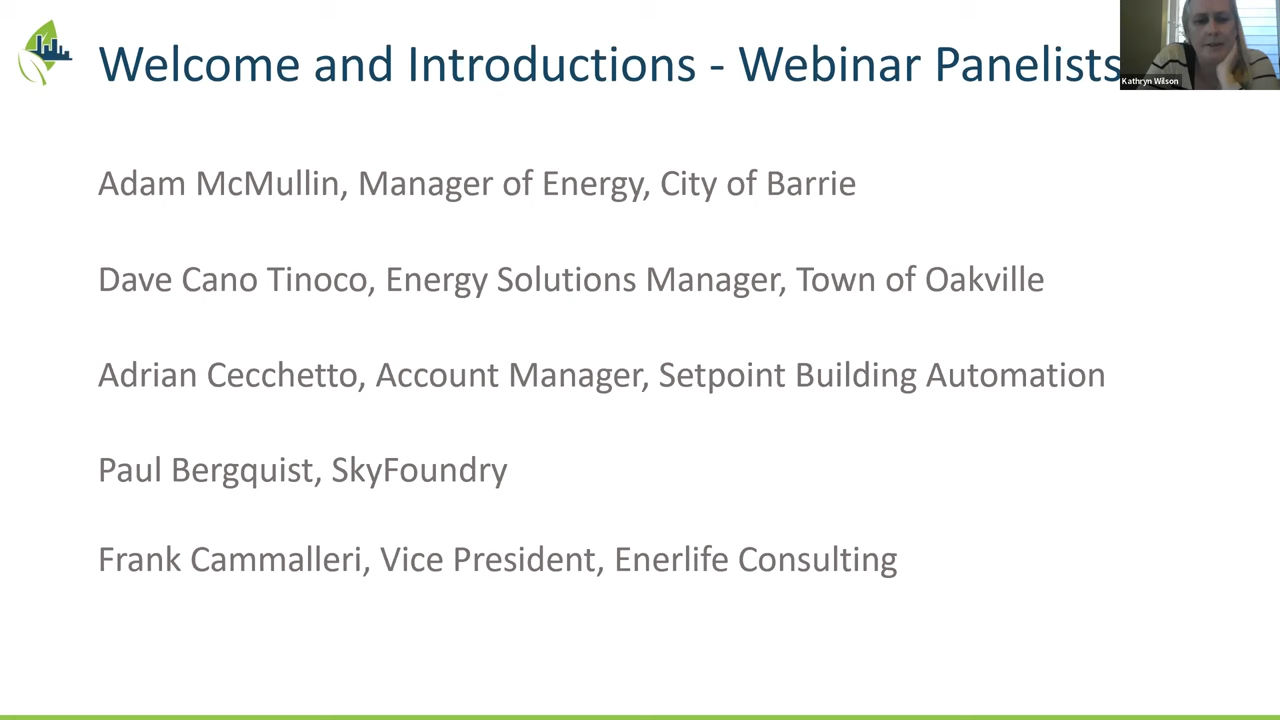 Welcome and Introductions - Webinar Panelists
Kathryn Wilson
Adam McMullin, Manager of Energy, City of Barrie
Dave Cano Tinoco, Energy Solutions Manager, Town of Oakville
Adrian Cecchetto, Account Manager, Setpoint Building Automation
Paul Bergquist, SkyFoundry
Frank Cammalleri, Vice President, Enerlife Consulting